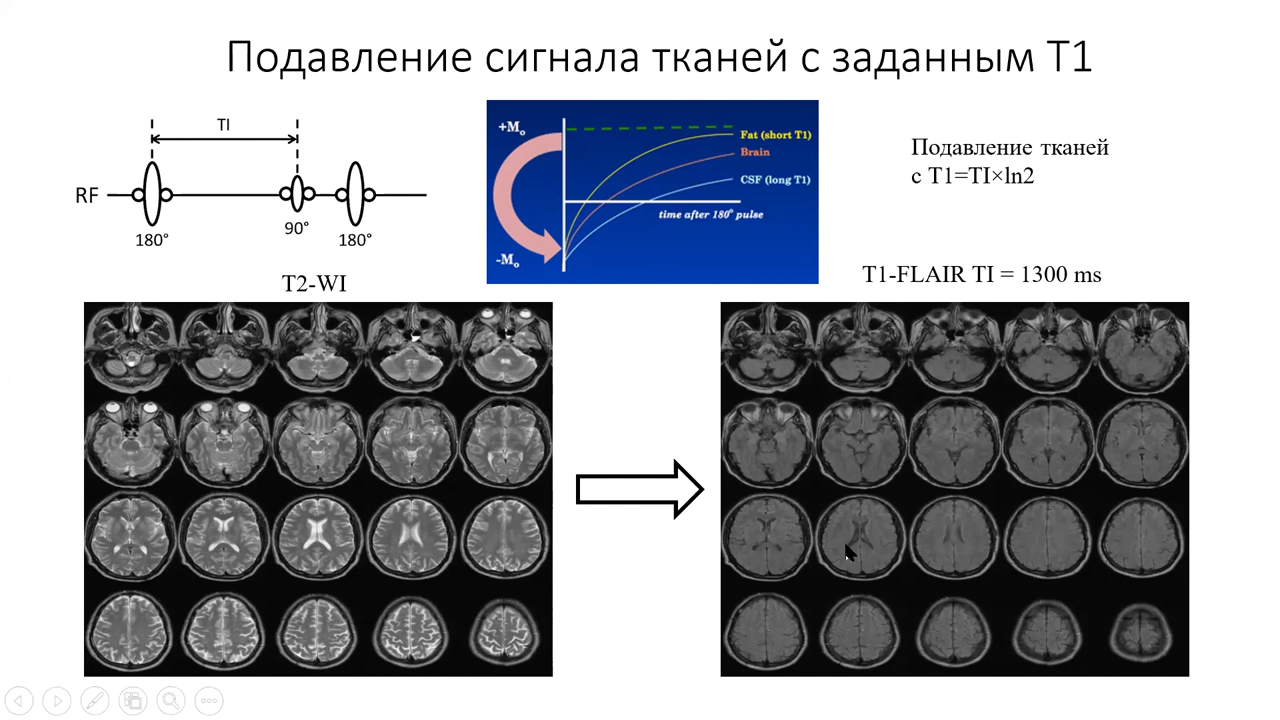 Подавление сигнала тканей с заданным T1
TI
RF
180°
90°
180°
+Mo
-Mo
Fat (short T1)
Brain
CSF (long T1)
time after 180° pulse
Подавление тканей
с T1=TI×ln2
T2-WI
T1-FLAIR TI = 1300 ms